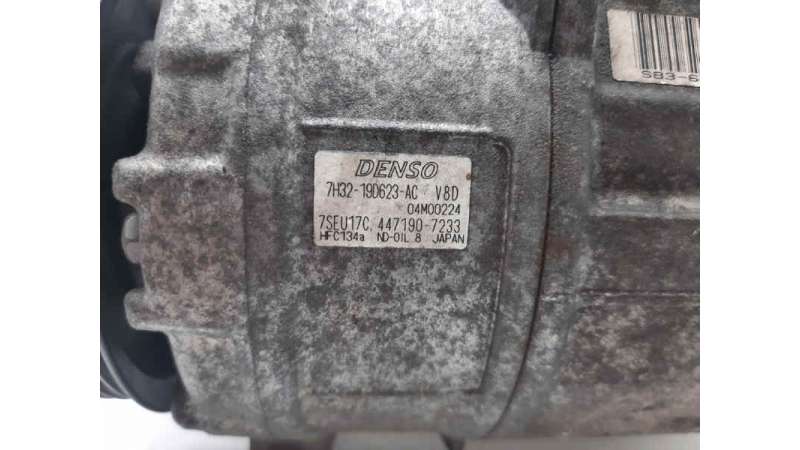 DENSO
7H32-19D623-AC V8D
04M00224
7SEU17C 447190-7233
HFC134a ND-OIL 8 JAPAN